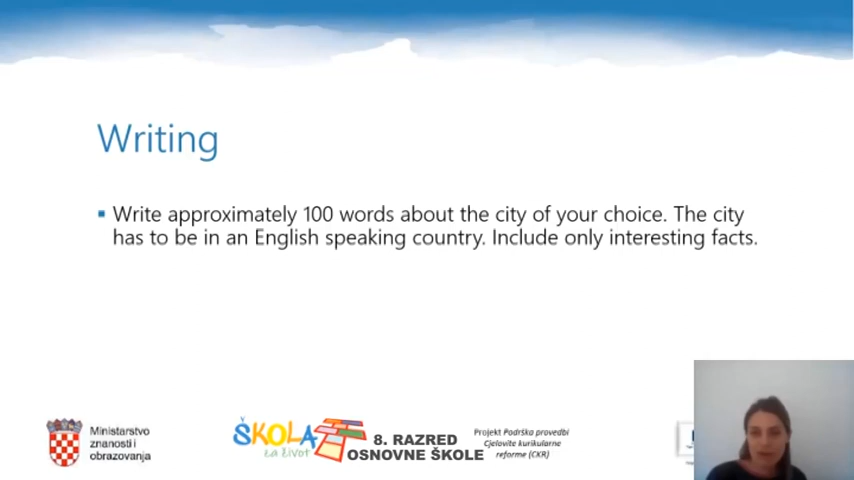 Writing
▪ Write approximately 100 words about the city of your choice. The city
has to be in an English speaking country. Include only interesting facts.
Ministarstvo
znanosti i
obrazovanja
ŠKOLA
za život
8. RAZRED
OSNOVNE ŠKOLE
Projekt Podrška provedbi
Cjelovite kurikularne
reforme (CKR)